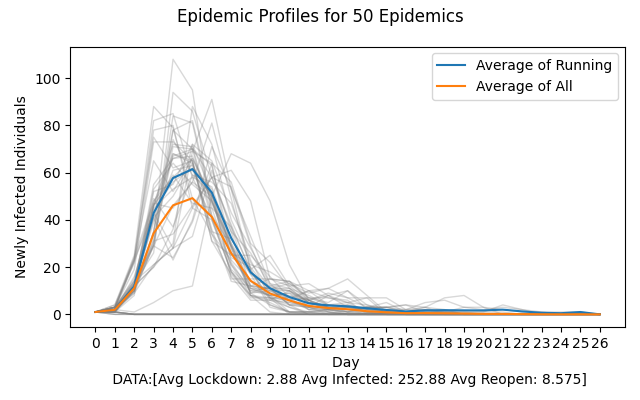 Epidemic Profiles for 50 Epidemics
Average of Running
Average of All
Newly Infected Individuals
100
80
60
40
20
0
0 1 2 3 4 5 6 7 8 9 10 11 12 13 14 15 16 17 18 19 20 21 22 23 24 25 26
Day
DATA:[Avg Lockdown: 2.88 Avg Infected: 252.88 Avg Reopen: 8.575]